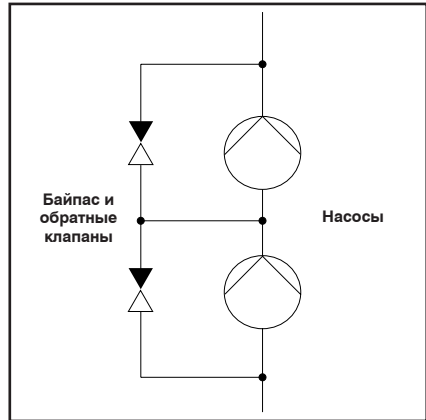 Байпас и
обратные
клапаны
Насосы